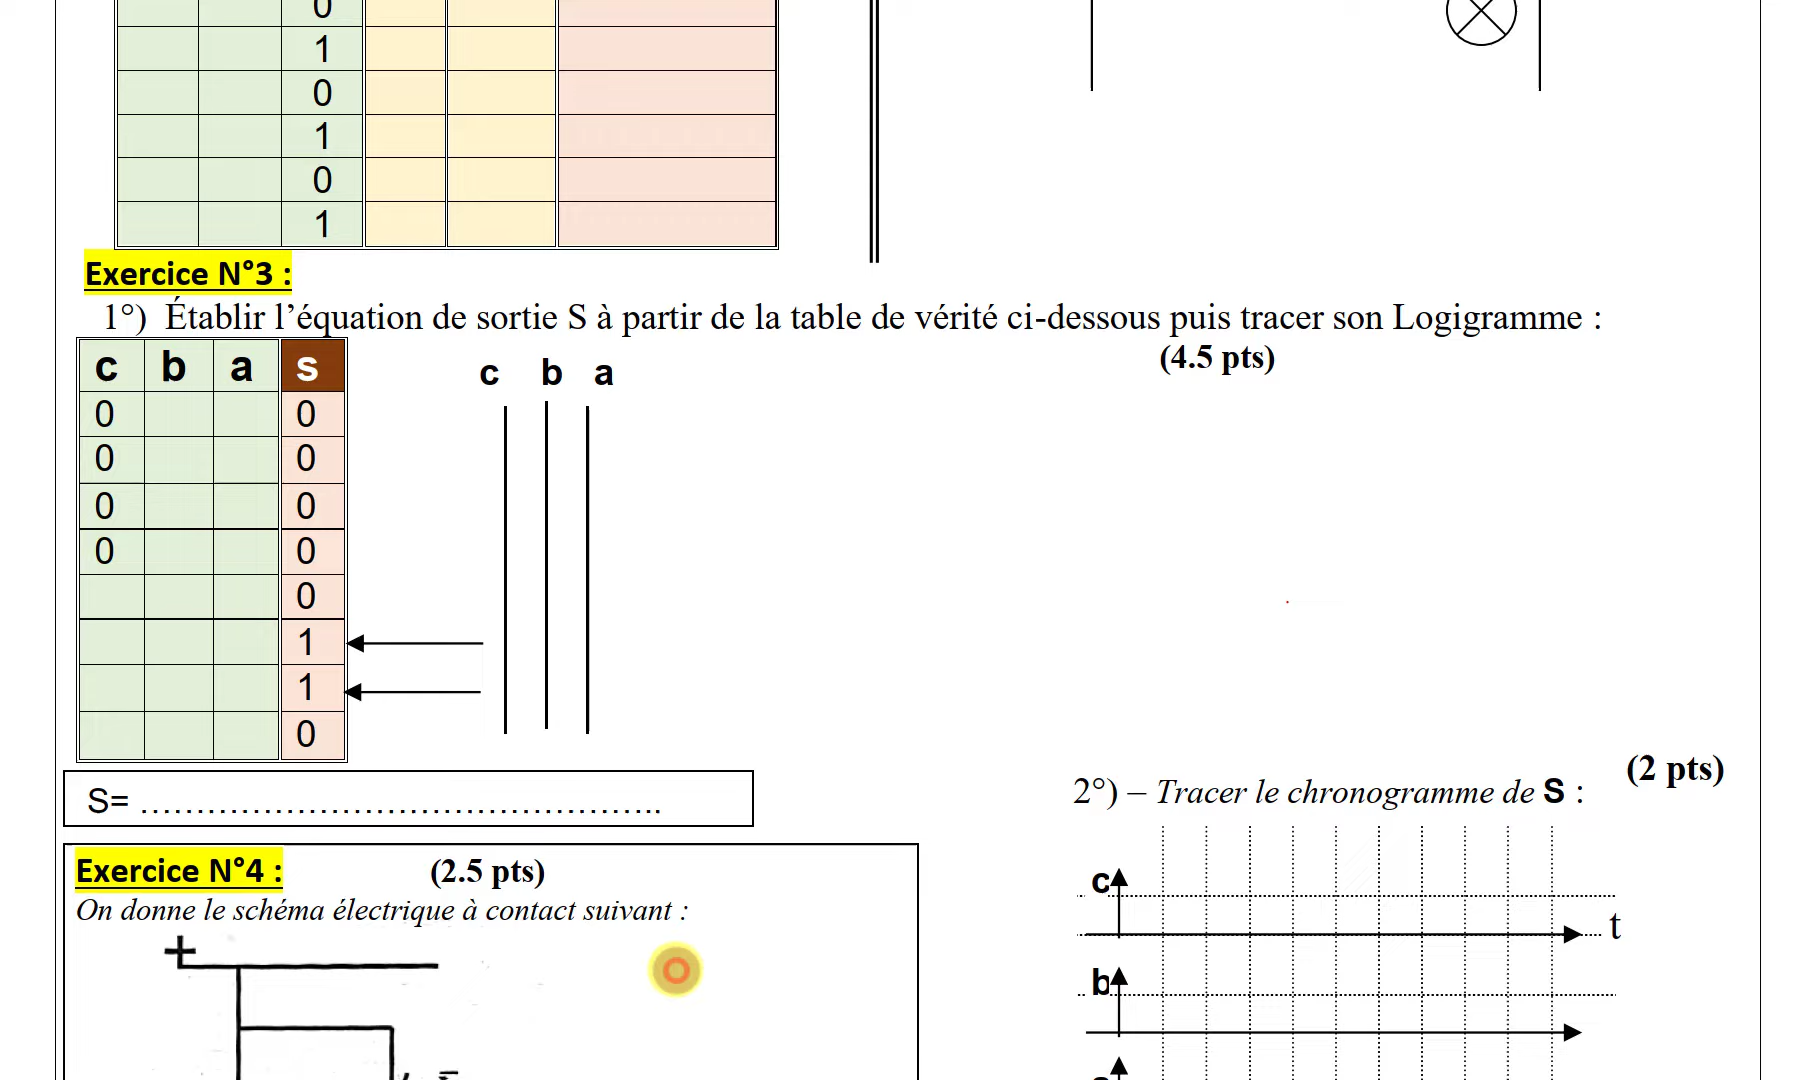 0
1
0
1
0
1
Exercice N°3 :
1°) Établir l’équation de sortie S à partir de la table de vérité ci-dessous puis tracer son Logigramme :
(4.5 pts)
c b a s
0 0
0 0
0 0
0 0
0
1
1
0
c b a
S= …………………………………………..
(2 pts)
2°) – Tracer le chronogramme de S :
c
t
b
Exercice N°4 : (2.5 pts)
On donne le schéma électrique à contact suivant :
+